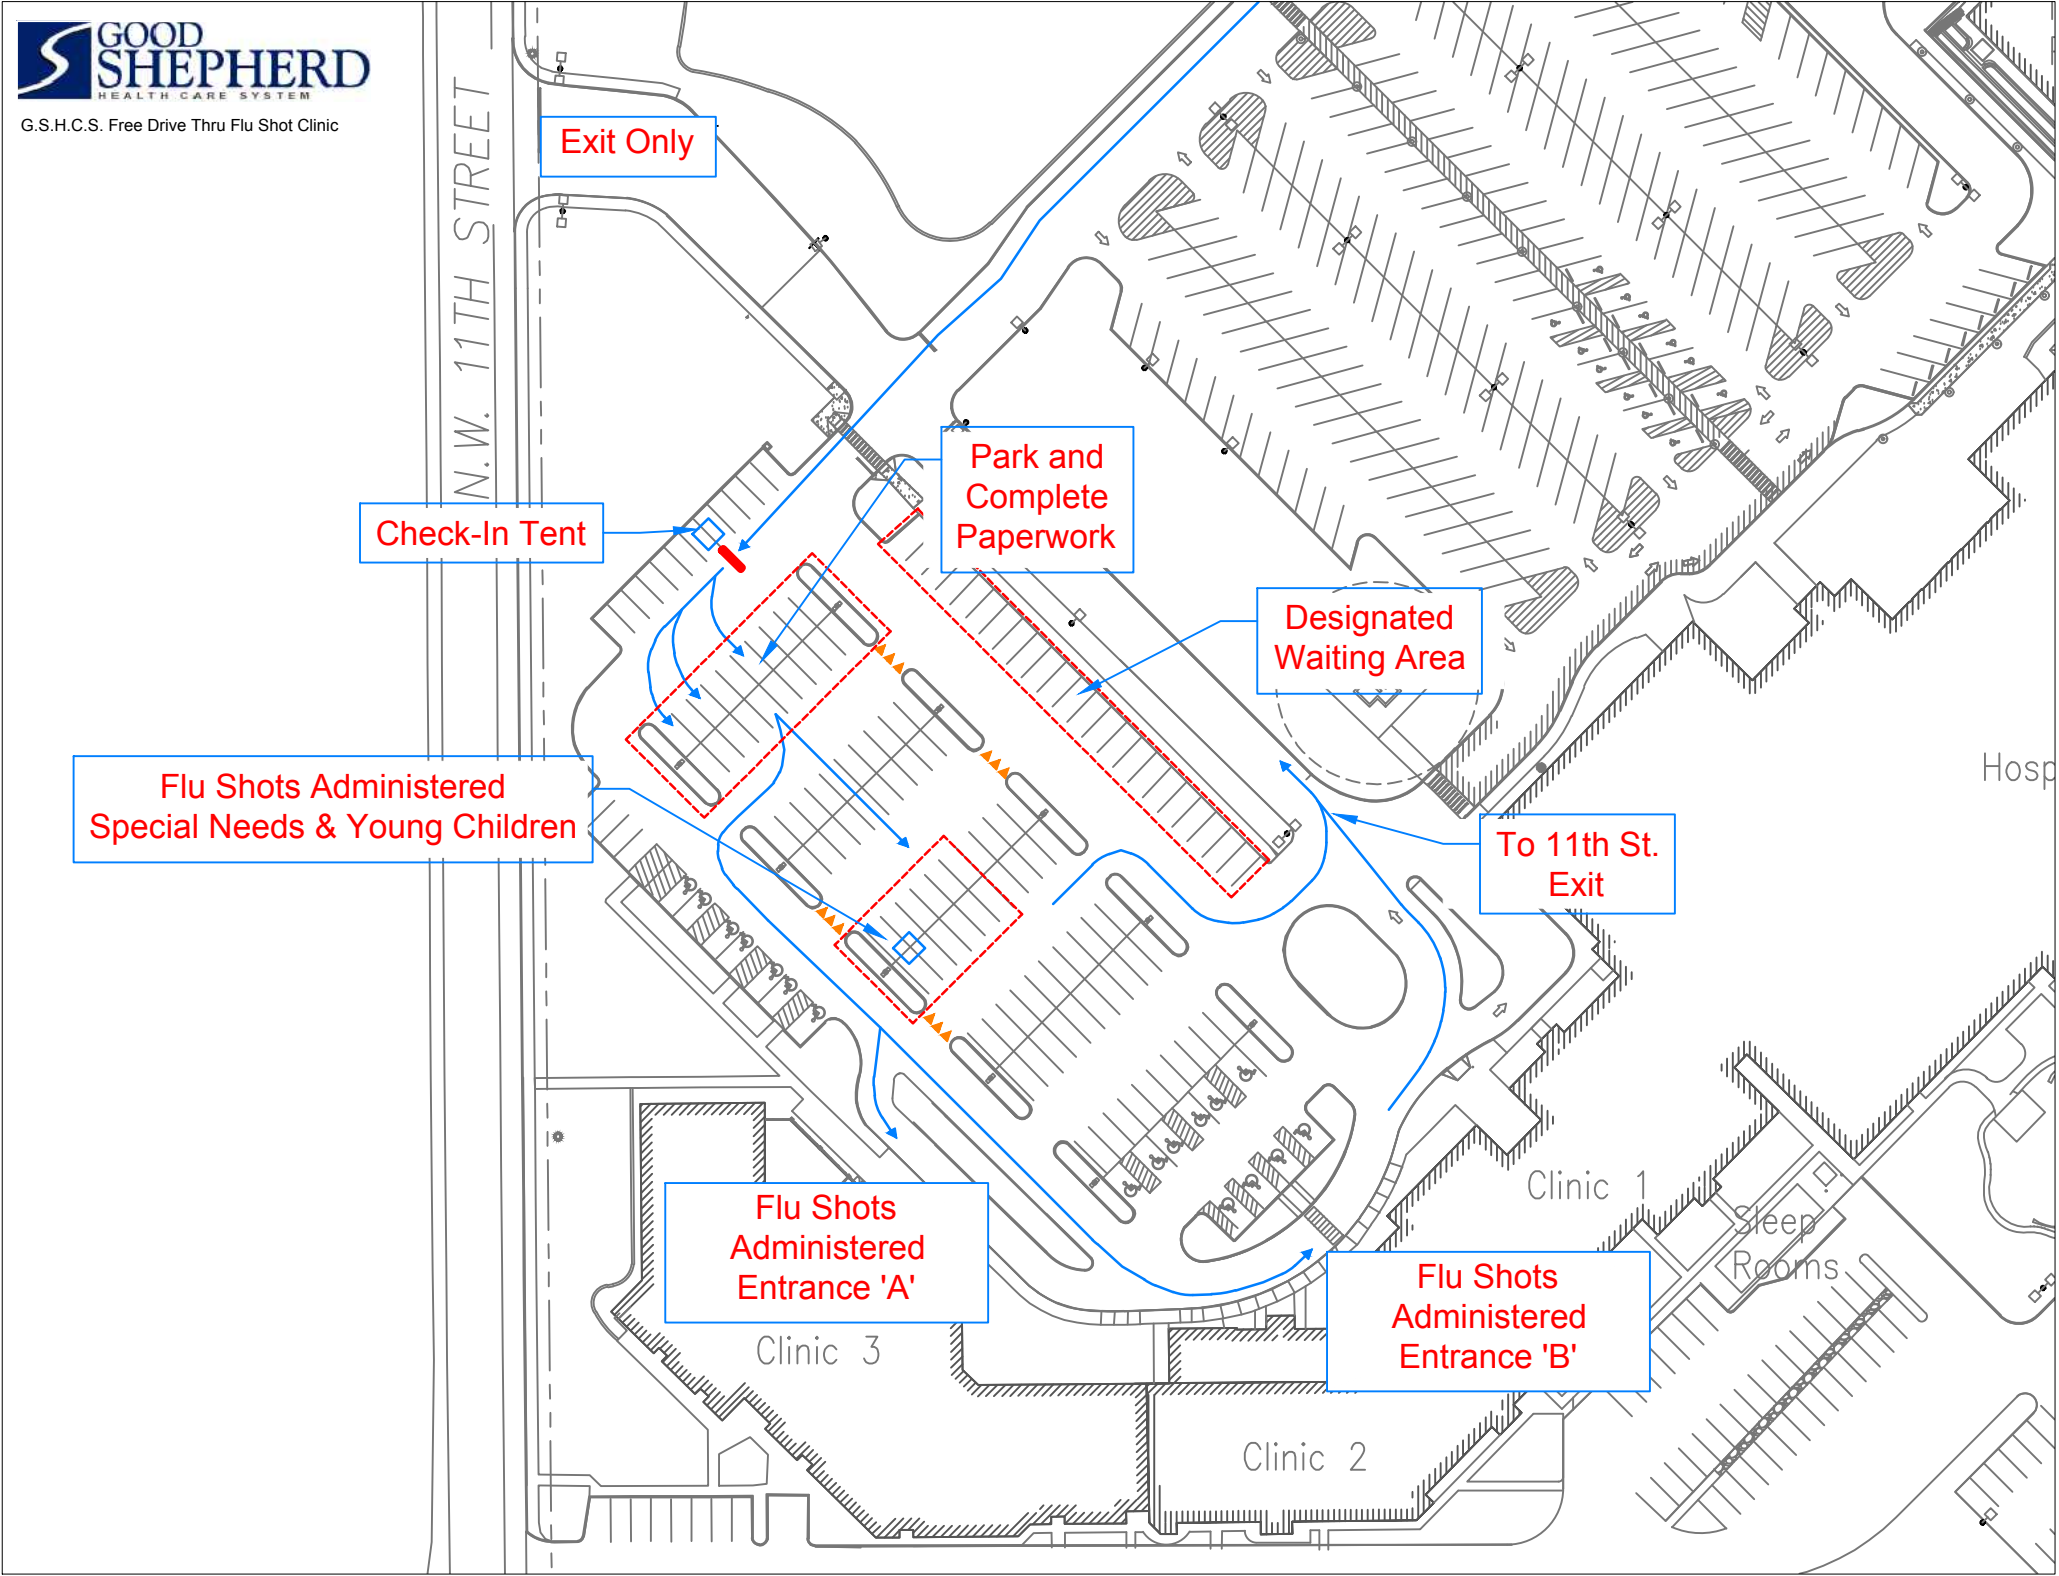 GOOD
SHEPHERD
HEALTH CARE SYSTEM
G.S.H.C.S. Free Drive Thru Flu Shot Clinic
N.W. 11TH STREET
Exit Only
Park and
Complete
Paperwork
Check-In Tent
Designated
Waiting Area
Flu Shots Administered
Special Needs & Young Children
To 11th St.
Exit
Hosp
Clinic 1
Sleep
Rooms
Flu Shots
Administered
Entrance 'A'
Flu Shots
Administered
Entrance 'B'
Clinic 3
Clinic 2